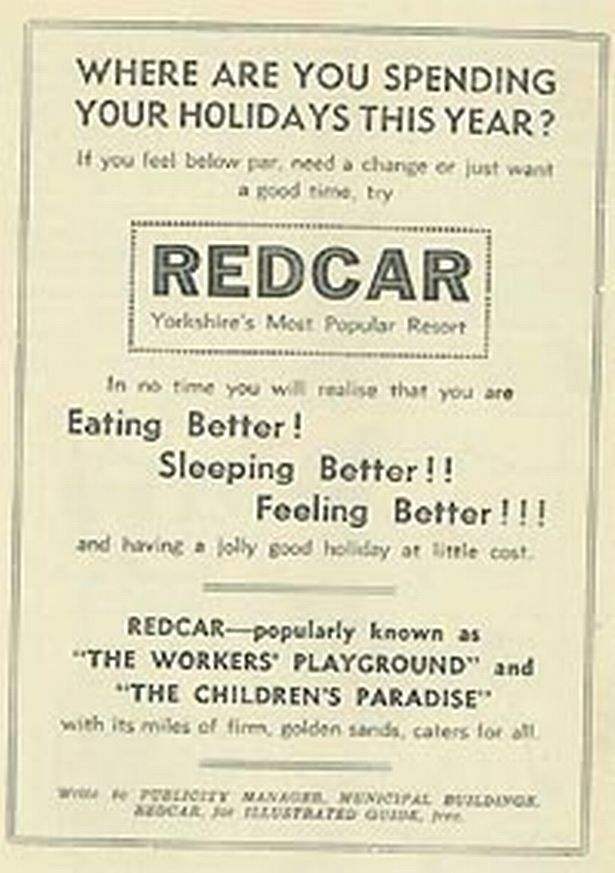 WHERE ARE YOU SPENDING
YOUR HOLIDAYS THIS YEAR?
If you feel below par, need a change or just want
a good time, try
REDCAR
Yorkshire's Most Popular Resort
In no time you will realise that you are
Eating Better!
Sleeping Better!!
Feeling Better!!!
and having a jolly good holiday at little cost.
REDCAR—popularly known as
"THE WORKERS' PLAYGROUND" and
"THE CHILDREN'S PARADISE"
with its miles of firm, golden sands, caters for all.
Write to PUBLICITY MANAGER, MUNICIPAL BUILDINGS,
REDCAR, for ILLUSTRATED GUIDE, free.